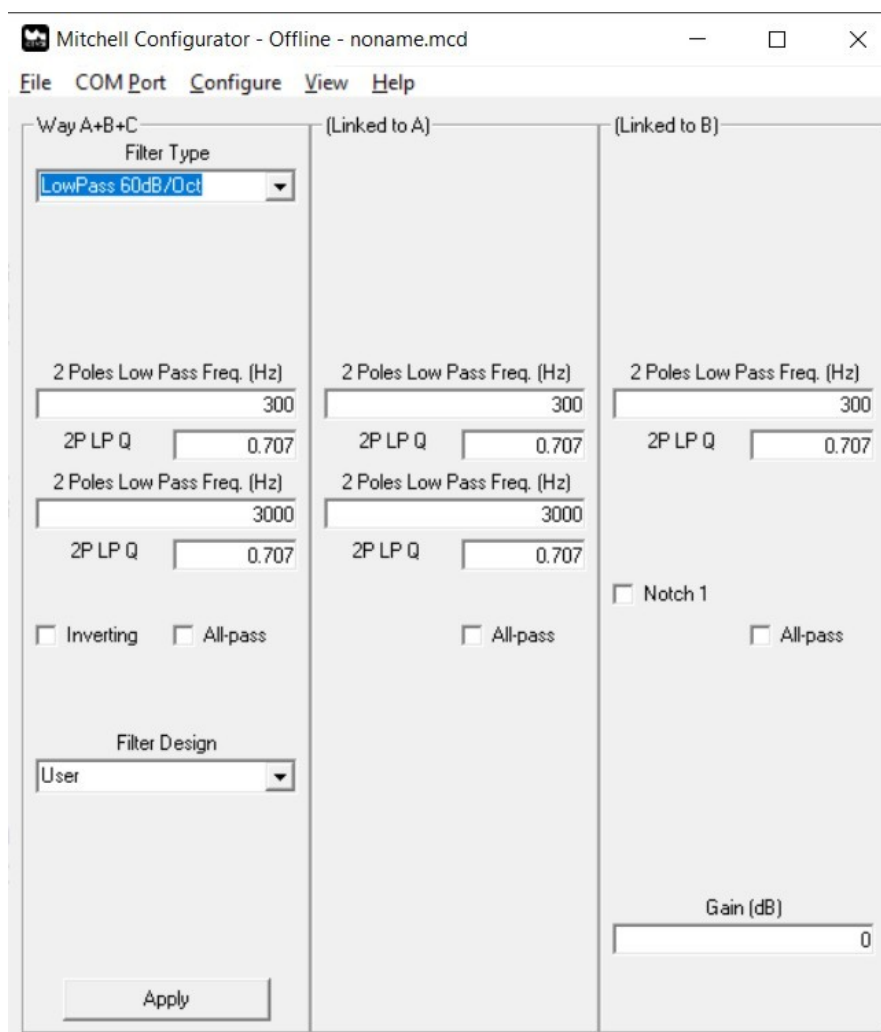 Mitchell Configurator - Offline - noname.mcd
File COM Port Configure View Help
Way A+B+C
Filter Type
LowPass 60dB/Oct
2 Poles Low Pass Freq. (Hz)
300
2P LP Q 0.707
2 Poles Low Pass Freq. (Hz)
3000
2P LP Q 0.707
Inverting All-pass
Filter Design
User
Apply
(Linked to A)
2 Poles Low Pass Freq. (Hz)
300
2P LP Q 0.707
2 Poles Low Pass Freq. (Hz)
3000
2P LP Q 0.707
All-pass
(Linked to B)
2 Poles Low Pass Freq. (Hz)
300
2P LP Q 0.707
Notch 1
All-pass
Gain (dB)
0